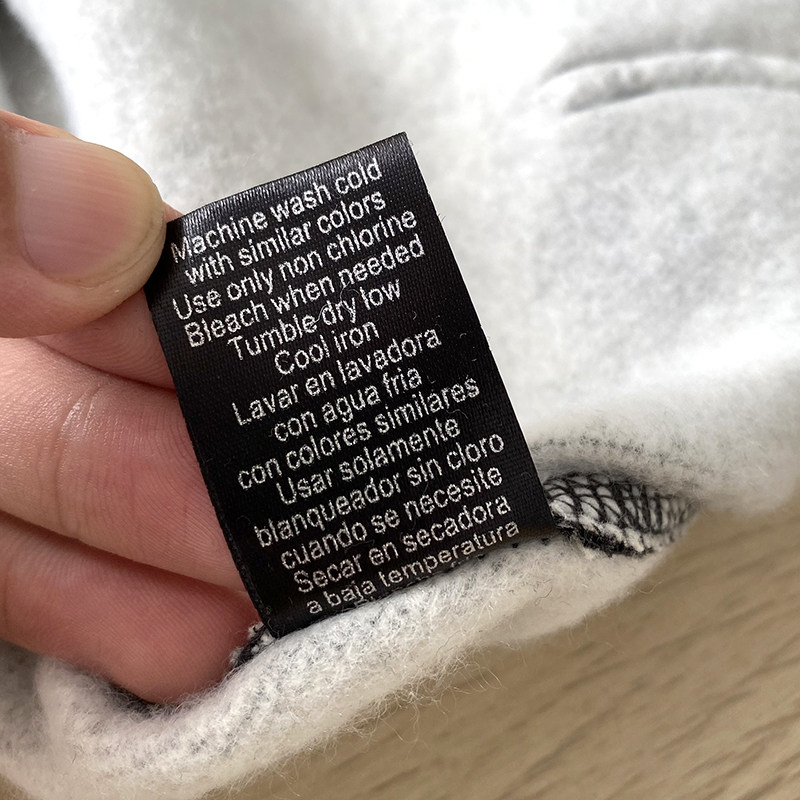 Machine wash cold
with similar colors
Use only non chlorine
Bleach when needed
Tumble dry low
Cool iron
Lavar en lavadora
con agua fria
con colores similares
Usar solamente
blanqueador sin cloro
cuando se necesite
Secar en secadora
a baja temperatura